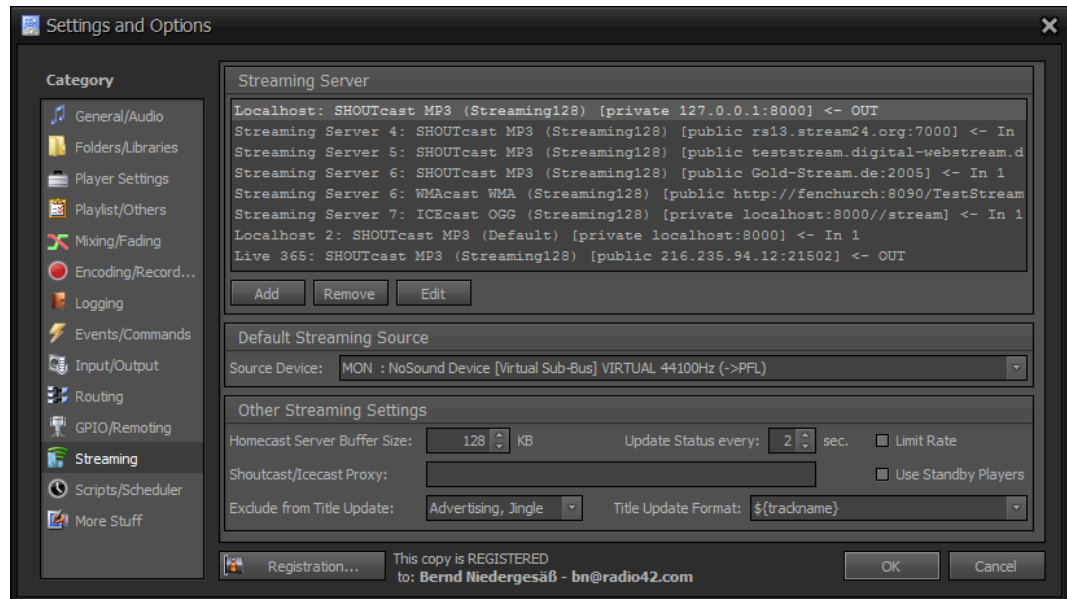 Settings and Options
Category
General/Audio
Folders/Libraries
Player Settings
Playlist/Others
Mixing/Fading
Encoding/Record...
Logging
Events/Commands
Input/Output
Routing
GPIO/Remoting
Streaming
Scripts/Scheduler
More Stuff
Streaming Server
Localhost: SHOUTcast MP3 (Streaming128) [private 127.0.0.1:8000] <- OUT
Streaming Server 4: SHOUTcast MP3 (Streaming128) [public rs13.stream24.org:7000] <- In
Streaming Server 5: SHOUTcast MP3 (Streaming128) [public teststream.digital-webstream.d
Streaming Server 6: SHOUTcast MP3 (Streaming128) [public Gold-Stream.de:2005] <- In 1
Streaming Server 6: WMAcast WMA (Streaming128) [public http://fenchurch:8090/TestStream
Streaming Server 7: ICEcast OGG (Streaming128) [private localhost:8000//stream] <- In 1
Localhost 2: SHOUTcast MP3 (Default) [private localhost:8000] <- In 1
Live 365: SHOUTcast MP3 (Streaming128) [public 216.235.94.12:21502] <- OUT
Add Remove Edit
Default Streaming Source
Source Device: MON : NoSound Device [Virtual Sub-Bus] VIRTUAL 44100Hz (->PFL)
Other Streaming Settings
Homecast Server Buffer Size: 128 KB Update Status every: 2 sec. Limit Rate
Shoutcast/Icecast Proxy: Use Standby Players
Exclude from Title Update: Advertising, Jingle Title Update Format: ${trackname}
Registration... This copy is REGISTERED
to: Bernd Niedergesäß - bn@radio42.com
OK Cancel